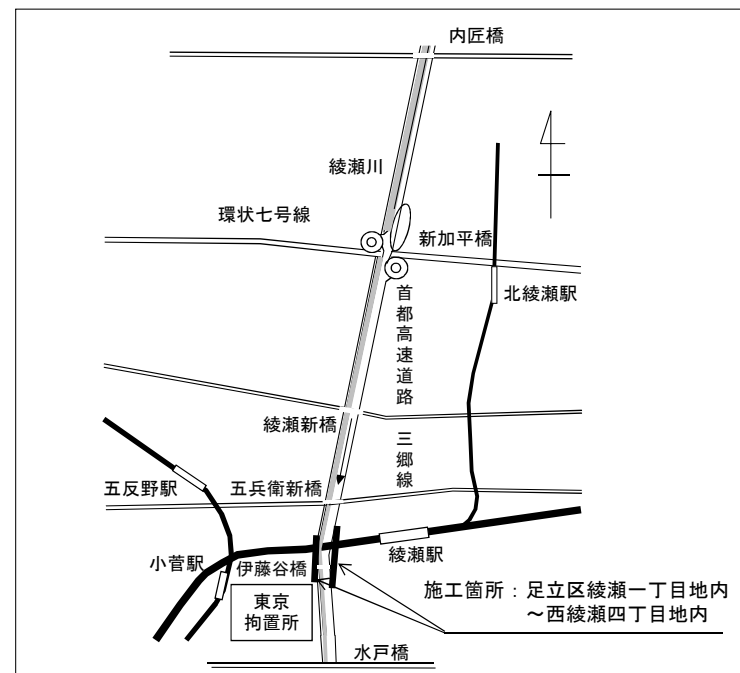 内匠橋
綾瀬川
環状七号線
新加平橋
北綾瀬駅
首都高速道路
三郷線
綾瀬新橋
五反野駅
五兵衛新橋
綾瀬駅
小菅駅
伊藤谷橋
東京
拘置所
施工箇所：足立区綾瀬一丁目地内
～西綾瀬四丁目地内
水戸橋